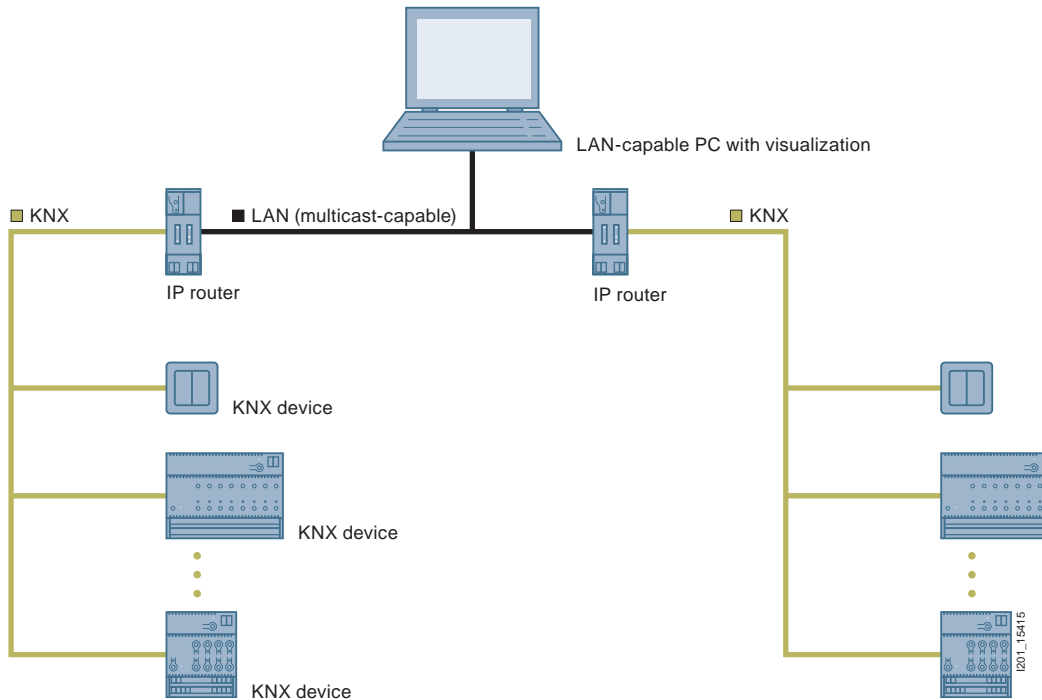 LAN-capable PC with visualization
KNX
LAN (multicast-capable)
KNX
IP router
IP router
KNX device
KNX device
KNX device
I201_15415